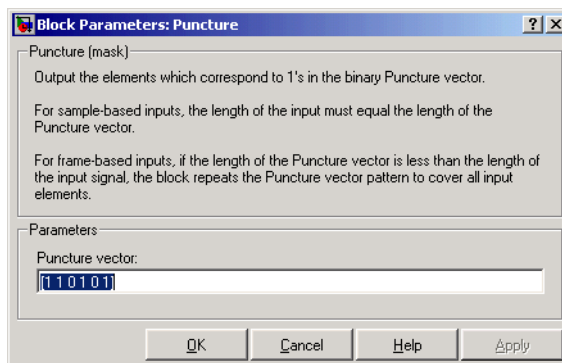 Block Parameters: Puncture
Puncture (mask)
Output the elements which correspond to 1's in the binary Puncture vector.
For sample-based inputs, the length of the input must equal the length of the
Puncture vector.
For frame-based inputs, if the length of the Puncture vector is less than the length of
the input signal, the block repeats the Puncture vector pattern to cover all input
elements.
Parameters
Puncture vector:
[1 1 0 1 0 1]
OK Cancel Help Apply